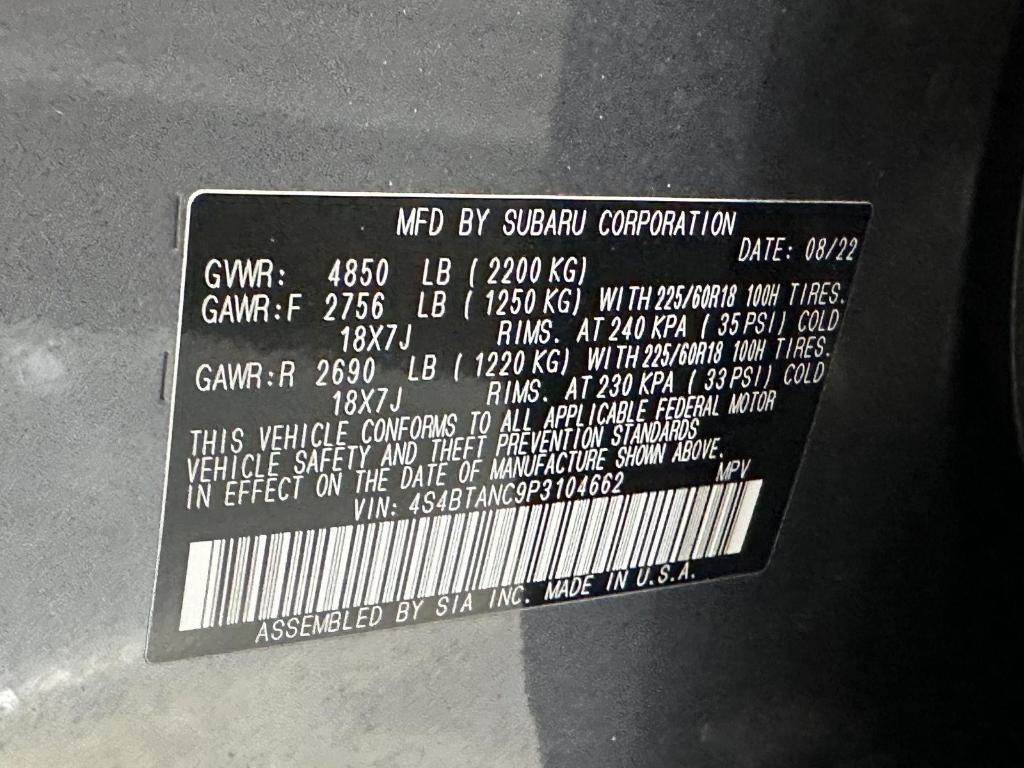 MFD BY SUBARU CORPORATION
DATE: 08/22
GVWR: 4850 LB ( 2200 KG)
GAWR:F 2756 LB ( 1250 KG) WITH 225/60R18 100H TIRES.
18X7J RIMS. AT 240 KPA ( 35 PSI) COLD
GAWR:R 2690 LB ( 1220 KG) WITH 225/60R18 100H TIRES.
18X7J RIMS. AT 230 KPA ( 33 PSI) COLD
THIS VEHICLE CONFORMS TO ALL APPLICABLE FEDERAL MOTOR
VEHICLE SAFETY AND THEFT PREVENTION STANDARDS
IN EFFECT ON THE DATE OF MANUFACTURE SHOWN ABOVE.
VIN: 4S4BTANC9P3104662 MPV
ASSEMBLED BY SIA INC. MADE IN U.S.A.